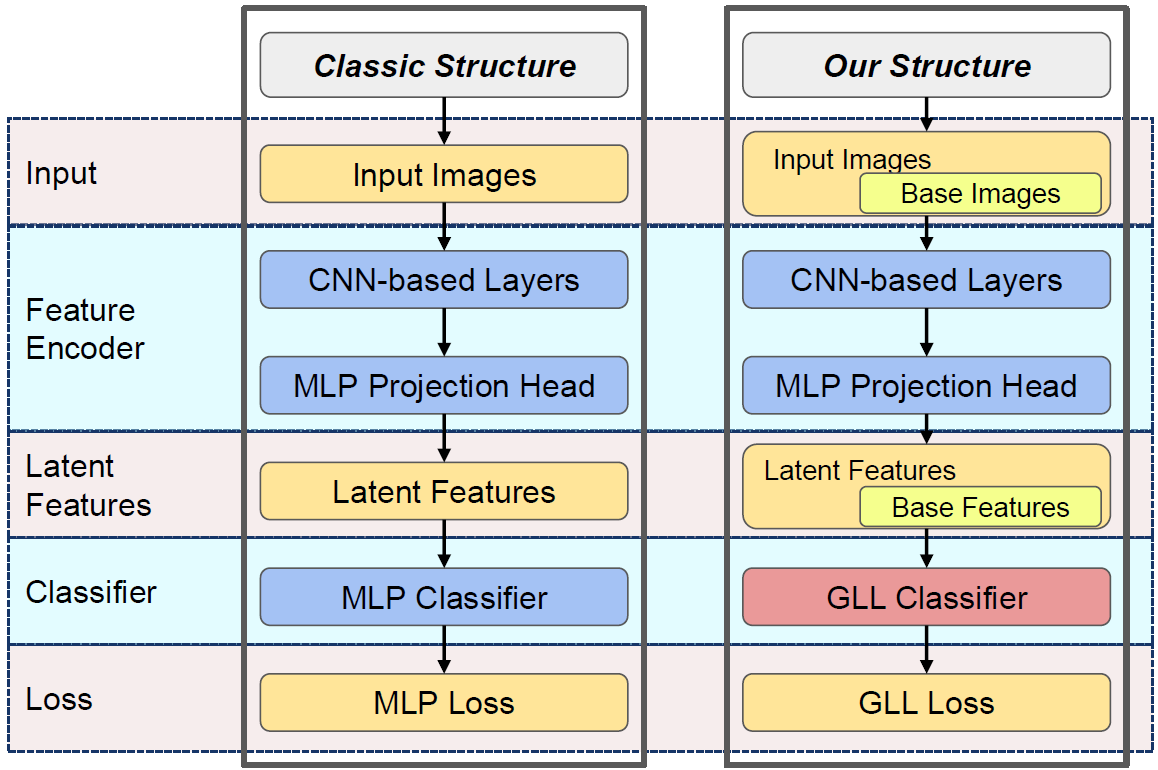 Classic Structure
Our Structure
Input
Input Images
Input Images
Base Images
Feature
Encoder
CNN-based Layers
CNN-based Layers
MLP Projection Head
MLP Projection Head
Latent
Features
Latent Features
Latent Features
Base Features
Classifier
MLP Classifier
GLL Classifier
Loss
MLP Loss
GLL Loss